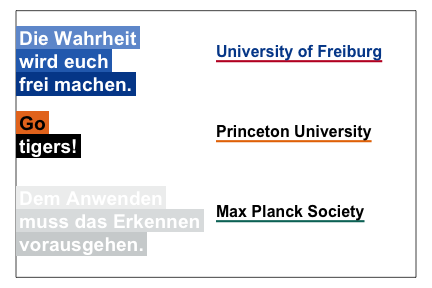 Die Wahrheit
wird euch
frei machen.
University of Freiburg
Go
tigers!
Princeton University
Dem Anwenden
muss das Erkennen
vorausgehen.
Max Planck Society